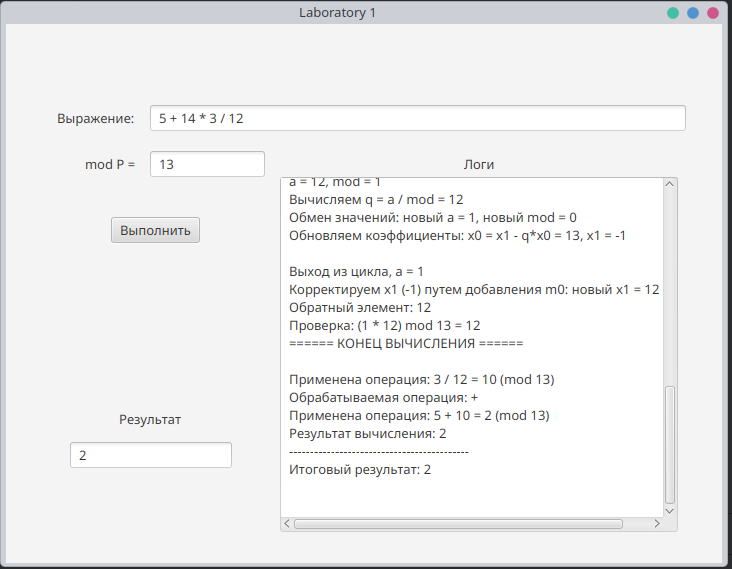 Laboratory 1
Выражение:
5 + 14 * 3 / 12
mod P =
13
Логи
Выполнить
a = 12, mod = 1
Вычисляем q = a / mod = 12
Обмен значений: новый a = 1, новый mod = 0
Обновляем коэффициенты: x0 = x1 - q*x0 = 13, x1 = -1
Выход из цикла, a = 1
Корректируем x1 (-1) путем добавления m0: новый x1 = 12
Обратный элемент: 12
Проверка: (1 * 12) mod 13 = 12
====== КОНЕЦ ВЫЧИСЛЕНИЯ ======
Применена операция: 3 / 12 = 10 (mod 13)
Обрабатываемая операция: +
Применена операция: 5 + 10 = 2 (mod 13)
Результат вычисления: 2
-------------------------------------------
Итоговый результат: 2
Результат
2